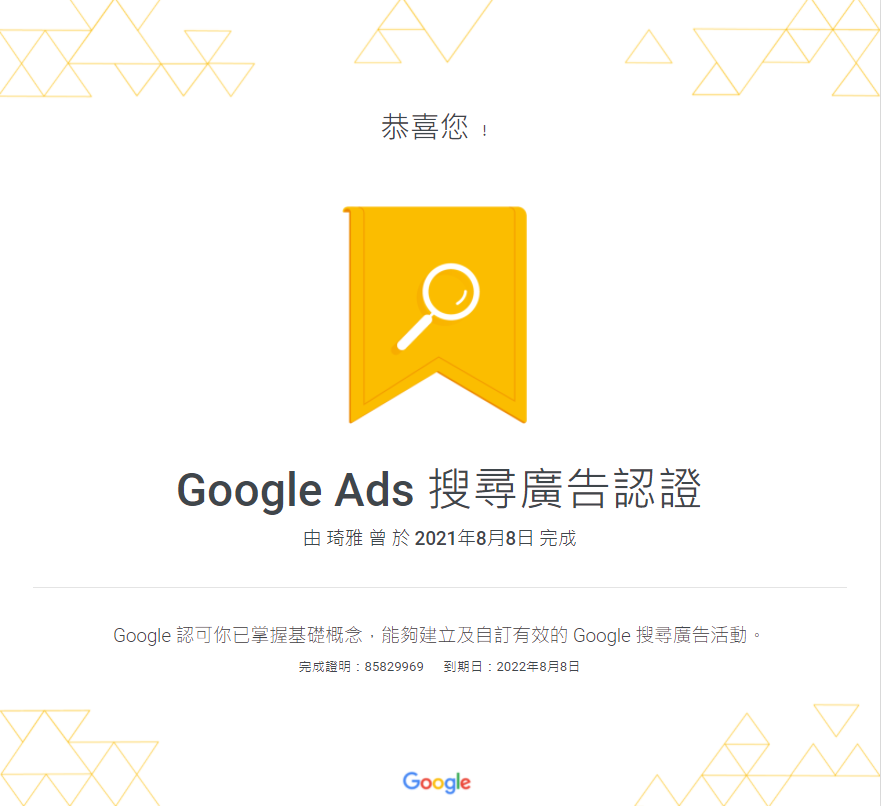 恭喜您 !
Google Ads 搜尋廣告認證
由 琦雅 曾 於 2021年8月8日 完成
Google 認可你已掌握基礎概念，能夠建立及自訂有效的 Google 搜尋廣告活動。
完成證明：85829969 到期日：2022年8月8日
Google